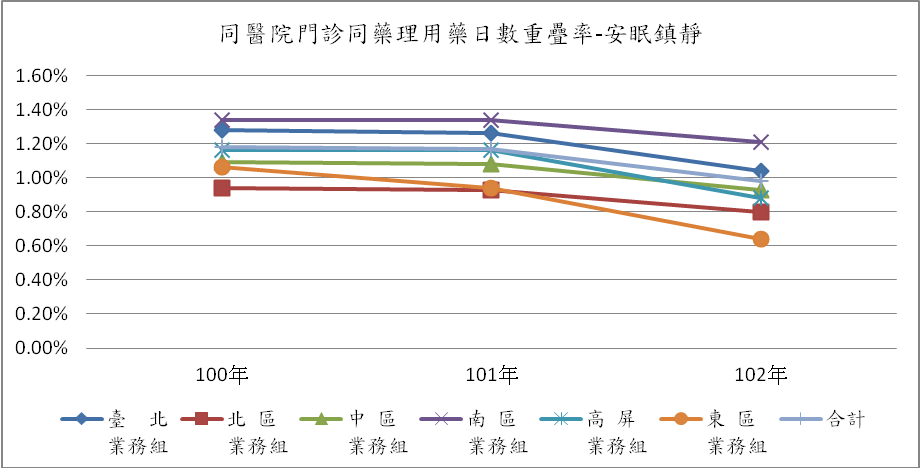 同醫院門診同藥理用藥日數重疊率-安眠鎮靜
1.60%
1.40%
1.20%
1.00%
0.80%
0.60%
0.40%
0.20%
0.00%
100年 101年 102年
臺 北 北 區 中 區 南 區 高 屏 東 區 合計
業務組 業務組 業務組 業務組 業務組 業務組